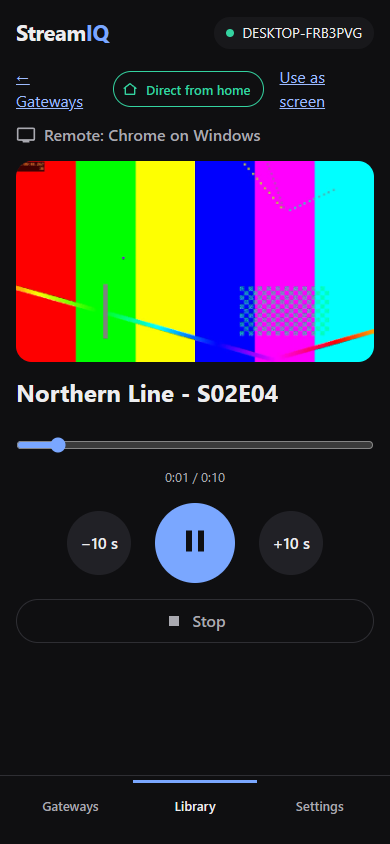 StreamIQ
DESKTOP-FRB3PVG
← Gateways
Direct from home
Use as screen
Remote: Chrome on Windows
Northern Line - S02E04
0:01 / 0:10
−10 s
+10 s
Stop
Gateways
Library
Settings